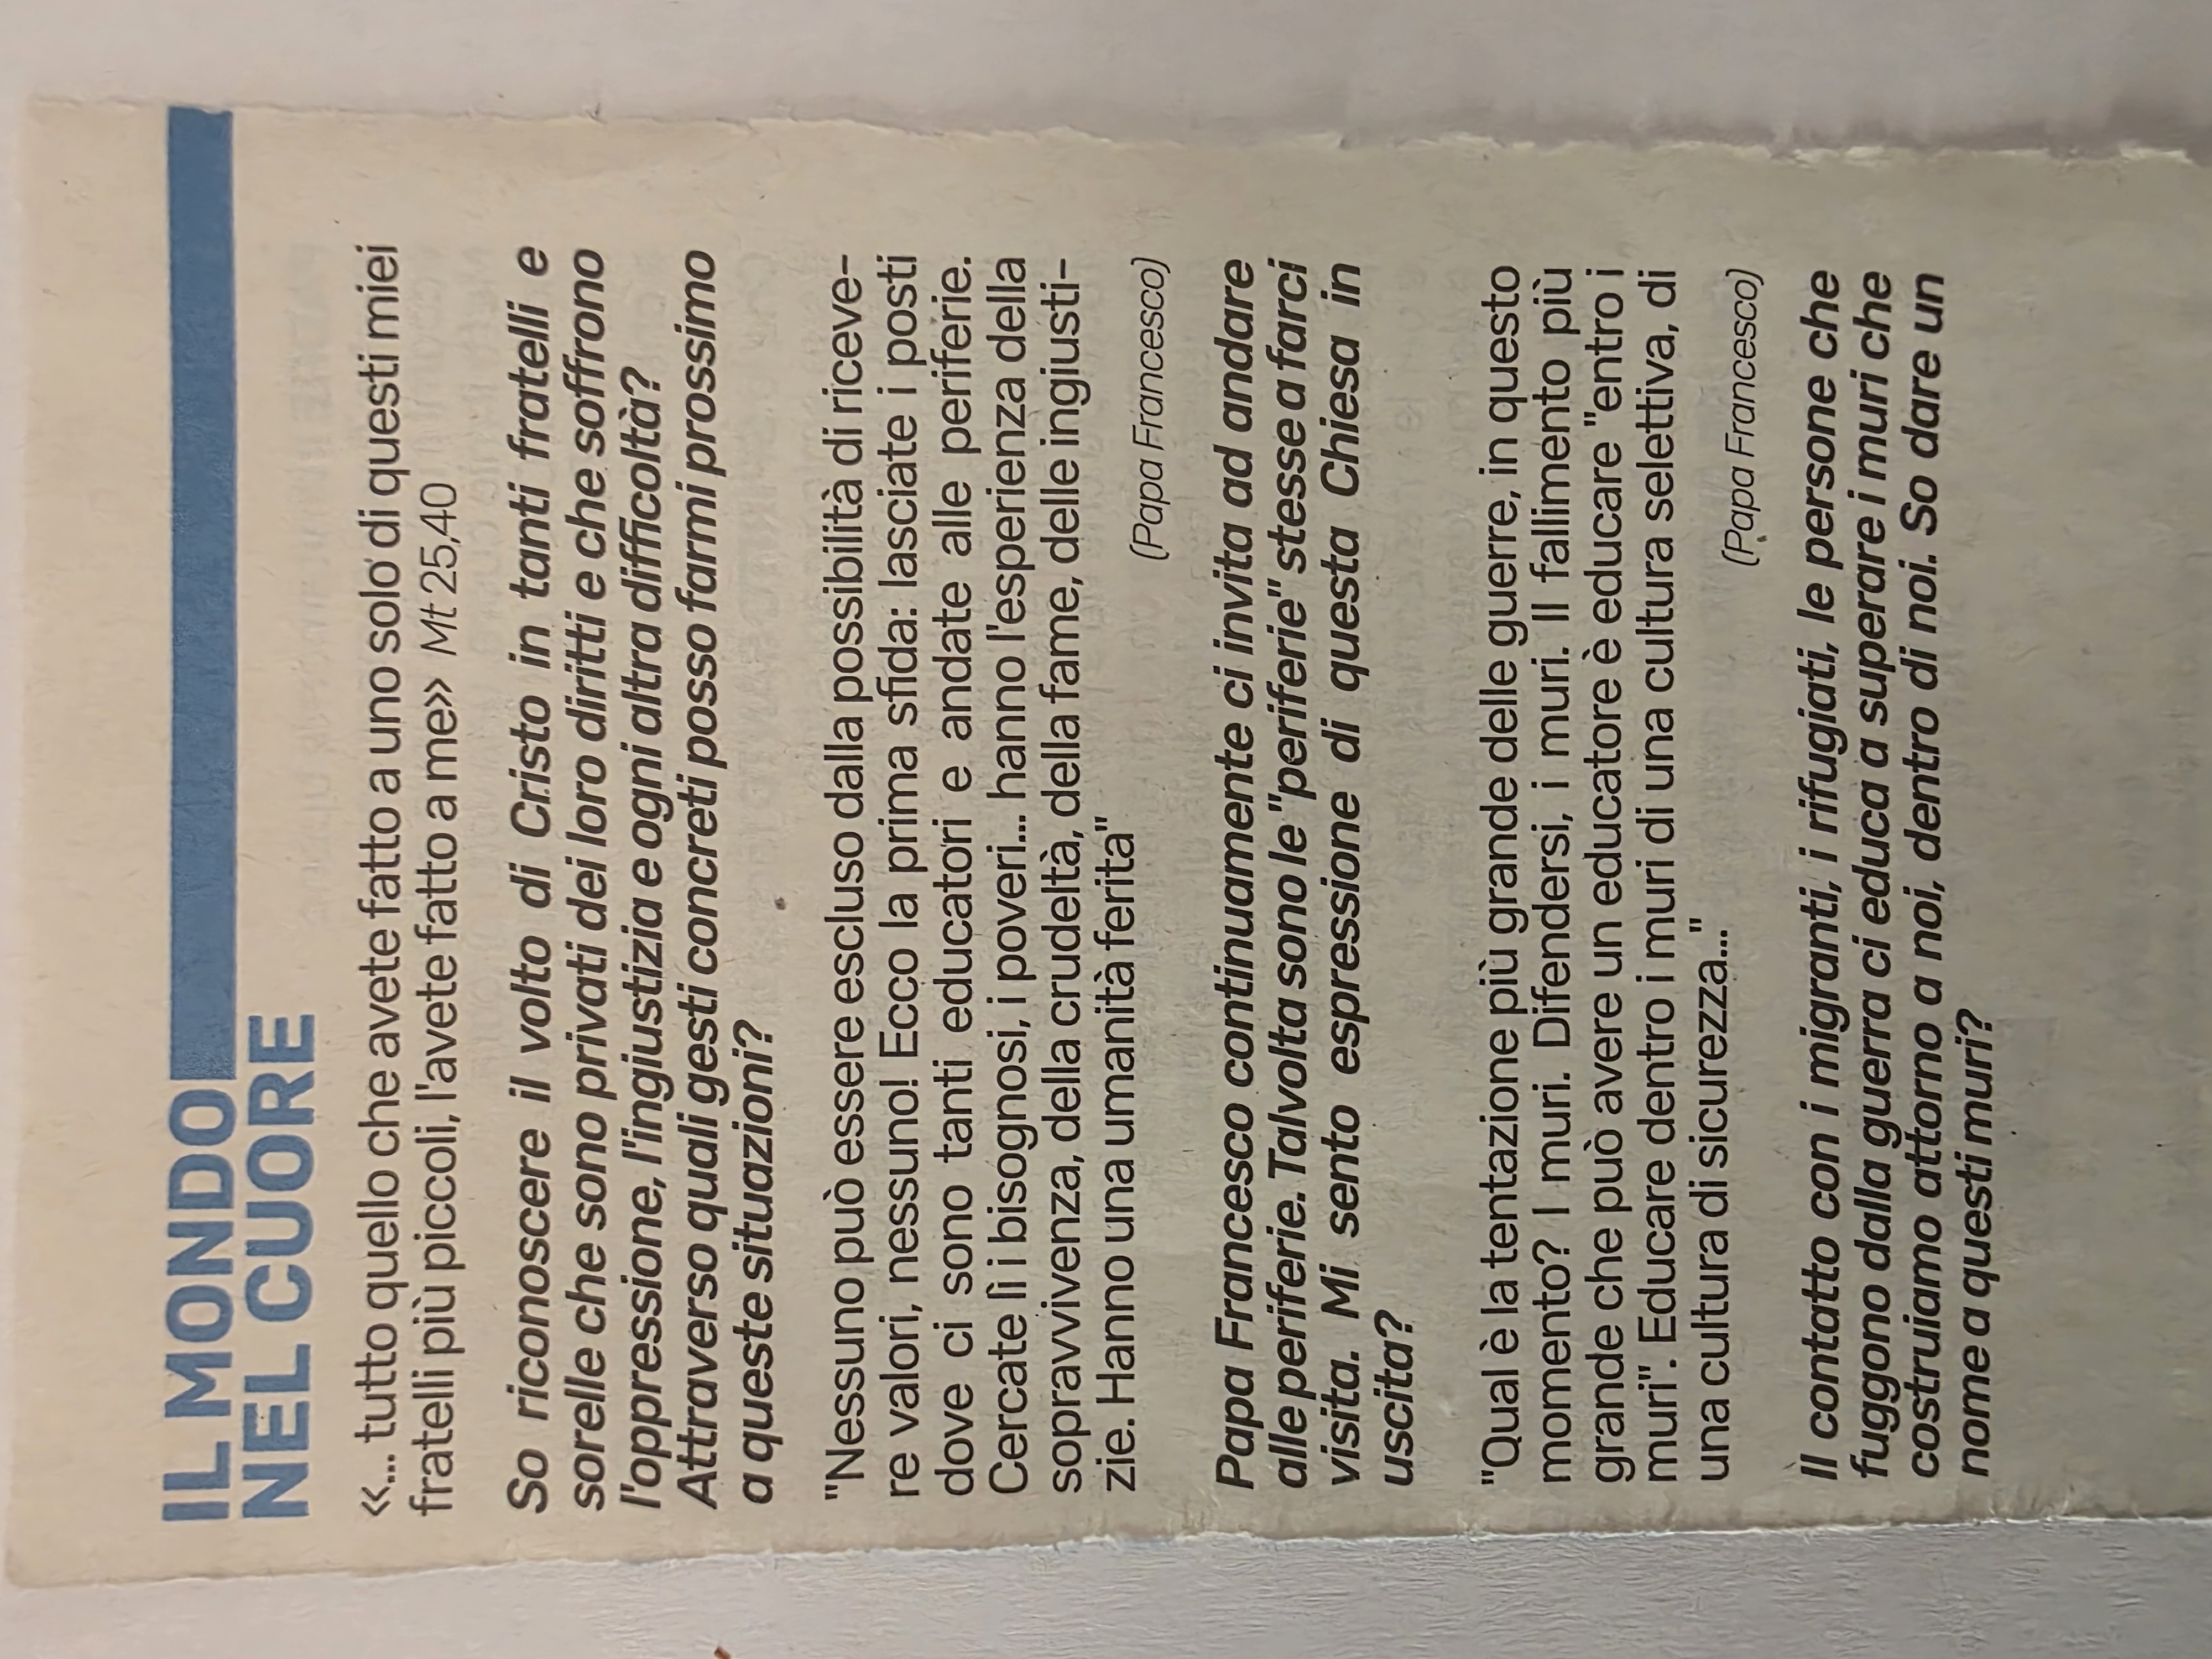 IL MONDO
NEL CUORE
«... tutto quello che avete fatto a uno solo di questi miei
fratelli più piccoli, l'avete fatto a me» Mt 25,40
So riconoscere il volto di Cristo in tanti fratelli e
sorelle che sono privati dei loro diritti e che soffrono
l'oppressione, l'ingiustizia e ogni altra difficoltà?
Attraverso quali gesti concreti posso farmi prossimo
a queste situazioni?
"Nessuno può essere escluso dalla possibilità di riceve-
re valori, nessuno! Ecco la prima sfida: lasciate i posti
dove ci sono tanti educatori e andate alle periferie.
Cercate lì i bisognosi, i poveri... hanno l'esperienza della
sopravvivenza, della crudeltà, della fame, delle ingiusti-
zie. Hanno una umanità ferita"
(Papa Francesco)
Papa Francesco continuamente ci invita ad andare
alle periferie. Talvolta sono le "periferie" stesse a farci
visita. Mi sento espressione di questa Chiesa in
uscita?
"Qual è la tentazione più grande delle guerre, in questo
momento? I muri. Difendersi, i muri. Il fallimento più
grande che può avere un educatore è educare "entro i
muri". Educare dentro i muri di una cultura selettiva, di
una cultura di sicurezza..."
(Papa Francesco)
Il contatto con i migranti, i rifugiati, le persone che
fuggono dalla guerra ci educa a superare i muri che
costruiamo attorno a noi, dentro di noi. So dare un
nome a questi muri?